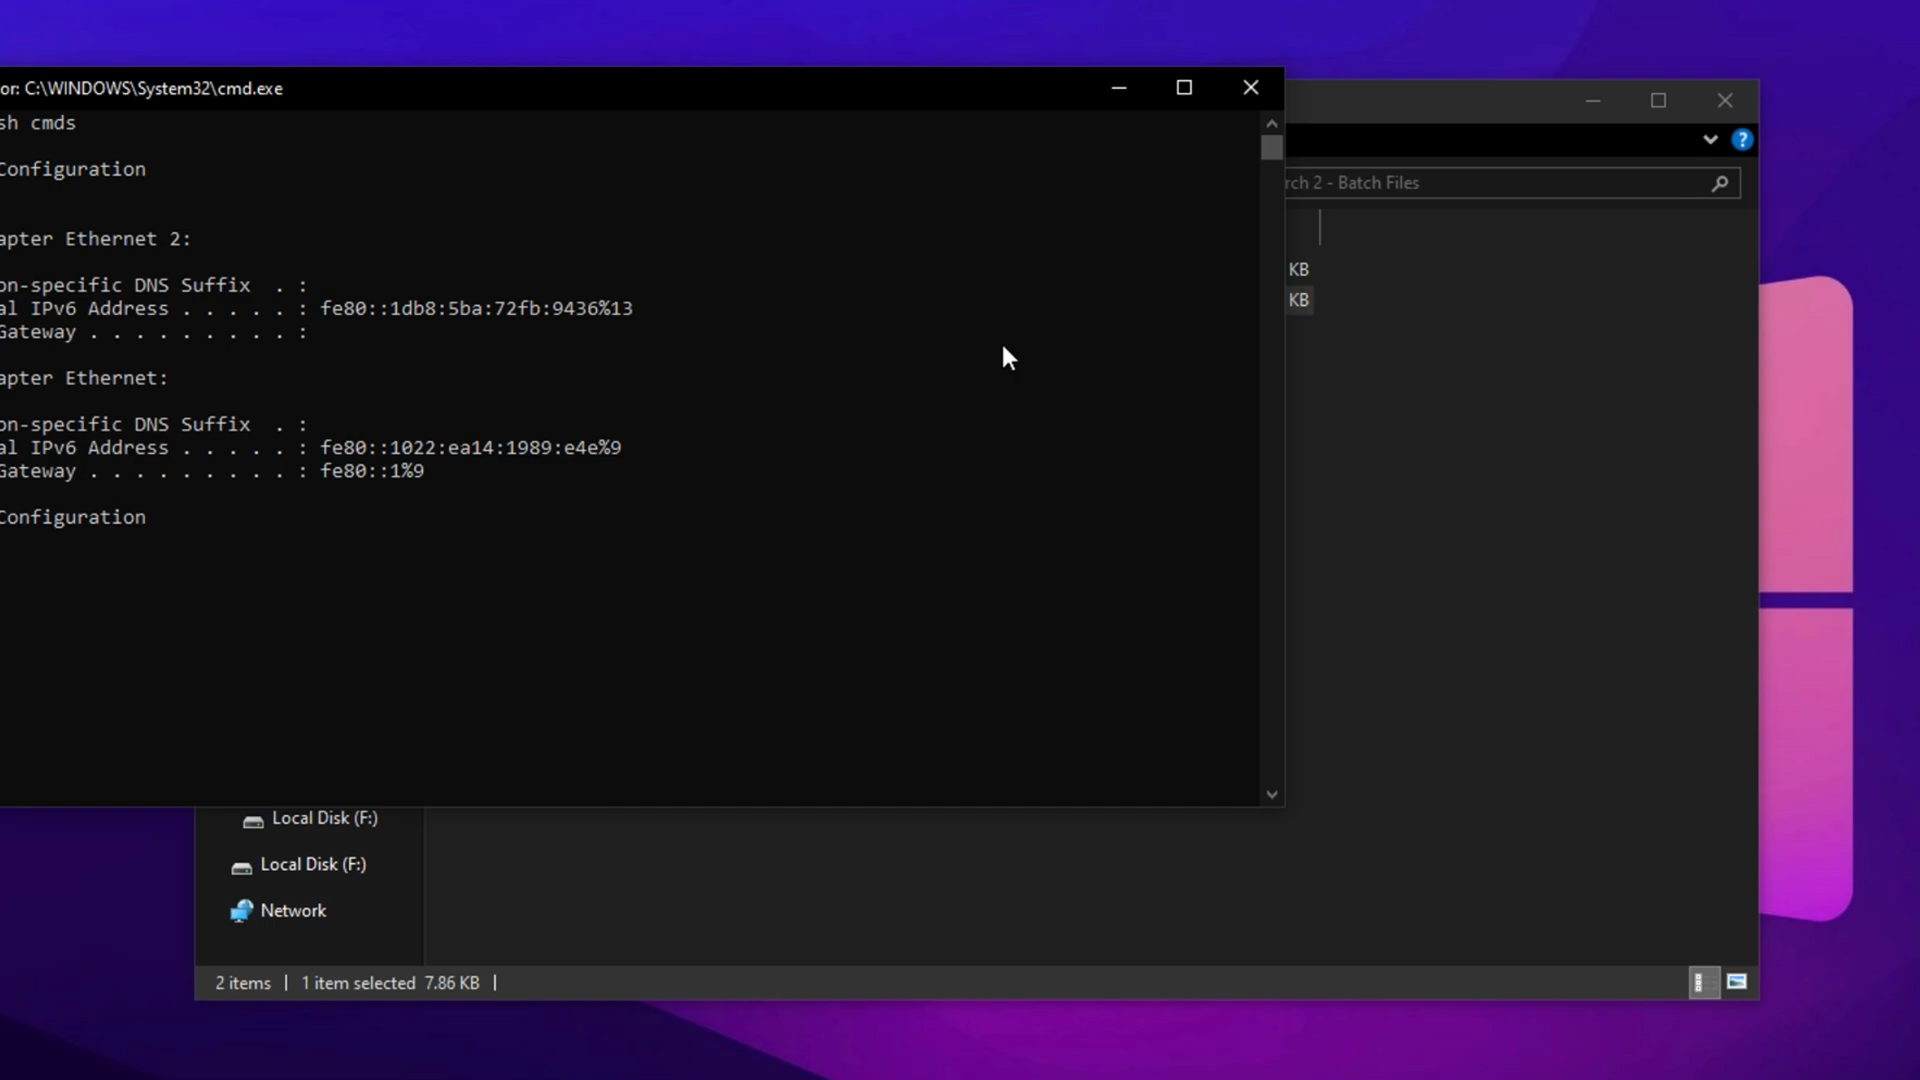 or: C:\WINDOWS\System32\cmd.exe
sh cmds
Configuration
apter Ethernet 2:
on-specific DNS Suffix  . :
al IPv6 Address . . . . . : fe80::1db8:5ba:72fb:9436%13
Gateway . . . . . . . . . :
apter Ethernet:
on-specific DNS Suffix  . :
al IPv6 Address . . . . . : fe80::1022:ea14:1989:e4e%9
Gateway . . . . . . . . . : fe80::1%9
Configuration
?
rch 2 - Batch Files
KB
KB
Local Disk (F:)
Local Disk (F:)
Network
2 items | 1 item selected 7.86 KB |